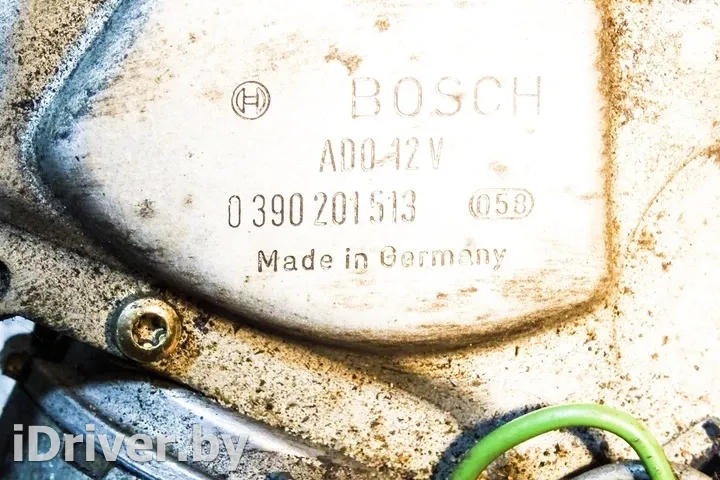 BOSCH
ADO 12 V
0 390 201 513 058
Made in Germany
iDriver.by